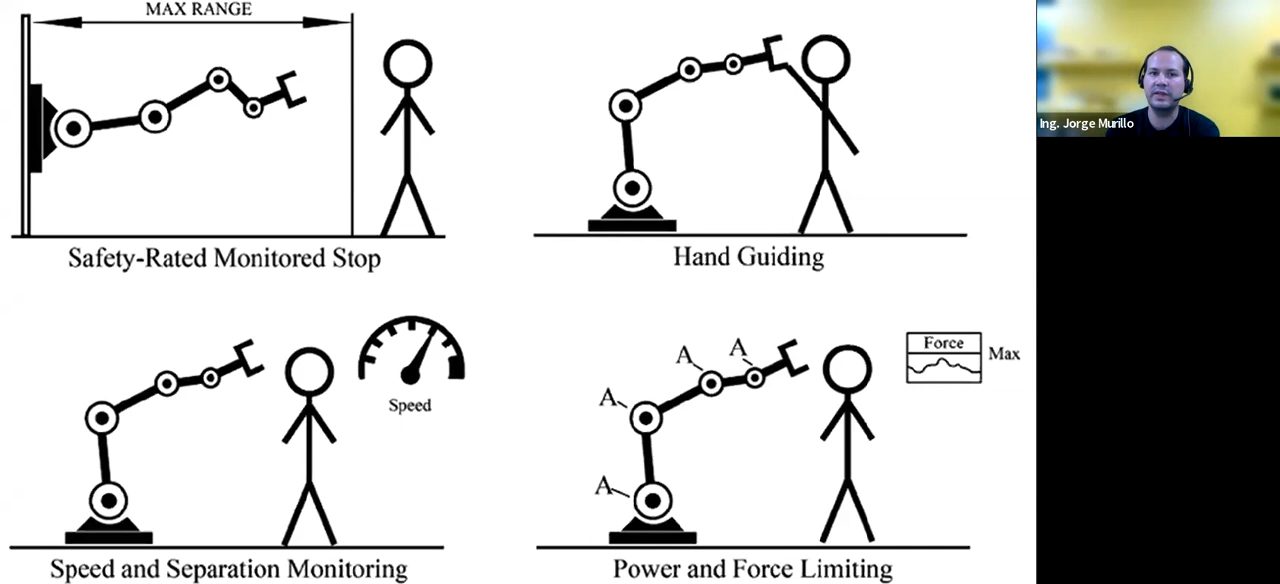 MAX RANGE
Safety-Rated Monitored Stop
Hand Guiding
Ing. Jorge Murillo
Speed
Speed and Separation Monitoring
A
A
A
A
Force
Max
Power and Force Limiting